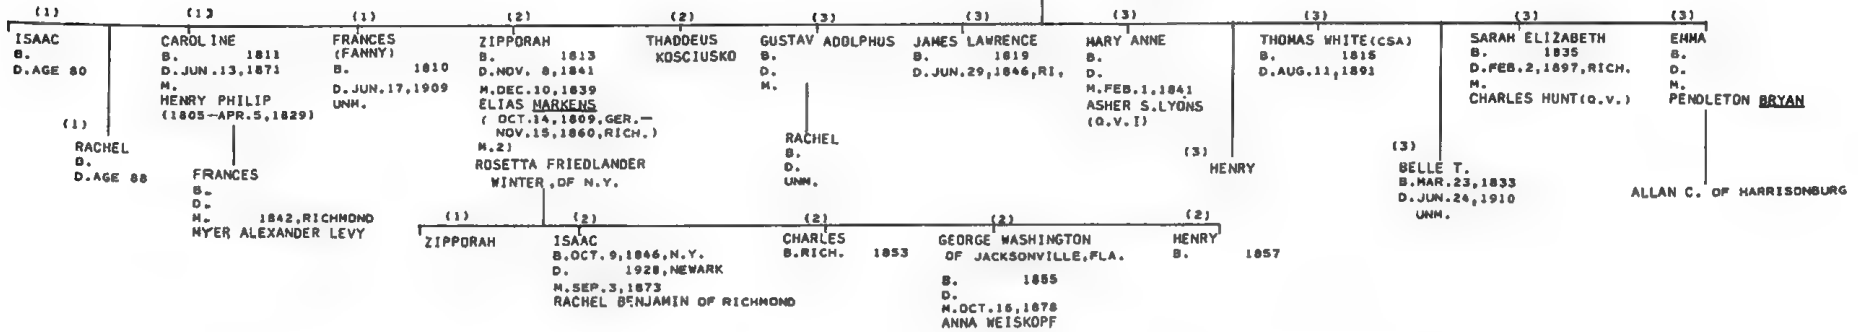 (1) (1) (1) (2) (2) (3) (3) (3) (3) (3) (3)
ISAAC
B.
D.AGE 80
(1)
RACHEL
B.
D.AGE 88
CAROLINE
B. 1811
D.JUN.13,1871
M.
HENRY PHILIP
(1805-APR.5,1829)
FRANCES
B.
D.
M. 1842,RICHMOND
MYER ALEXANDER LEVY
FRANCES
(FANNY)
B. 1810
D.JUN.17,1909
UNM.
ZIPPORAH
B. 1813
D.NOV. 8,1841
M.DEC.10,1839
ELIAS MARKENS
( OCT.14,1809,GER.—
NOV.15,1860,RICH.)
M.2)
ROSETTA FRIEDLANDER
WINTER,OF N.Y.
THADDEUS
KOSCIUSKO
GUSTAV ADOLPHUS
B.
D.
M.
RACHEL
B.
D.
UNM.
JAMES LAWRENCE
B. 1819
D.JUN.29,1846,RI,
MARY ANNE
B.
D.
M.FEB.1,1841
ASHER S.LYONS
(Q.V.I)
(3)
HENRY
THOMAS WHITE(CSA)
B. 1815
D.AUG.11,1891
(3)
BELLE T.
B.MAR.23,1833
D.JUN.24,1910
UNM.
SARAH ELIZABETH
B. 1835
D.FEB.2,1897,RICH.
M.
CHARLES HUNT(Q.V.)
EMMA
B.
D.
M.
PENDLETON BRYAN
ALLAN C. OF HARRISONBURG
(1) (2) (2) (2) (2)
ZIPPORAH
ISAAC
B.OCT.9,1846,N.Y.
D. 1928,NEWARK
M.SEP.3,1873
RACHEL BENJAMIN OF RICHMOND
CHARLES
B.RICH. 1853
GEORGE WASHINGTON
OF JACKSONVILLE,FLA.
B. 1855
D.
M.OCT.16,1878
ANNA WEISKOPF
HENRY
B. 1857